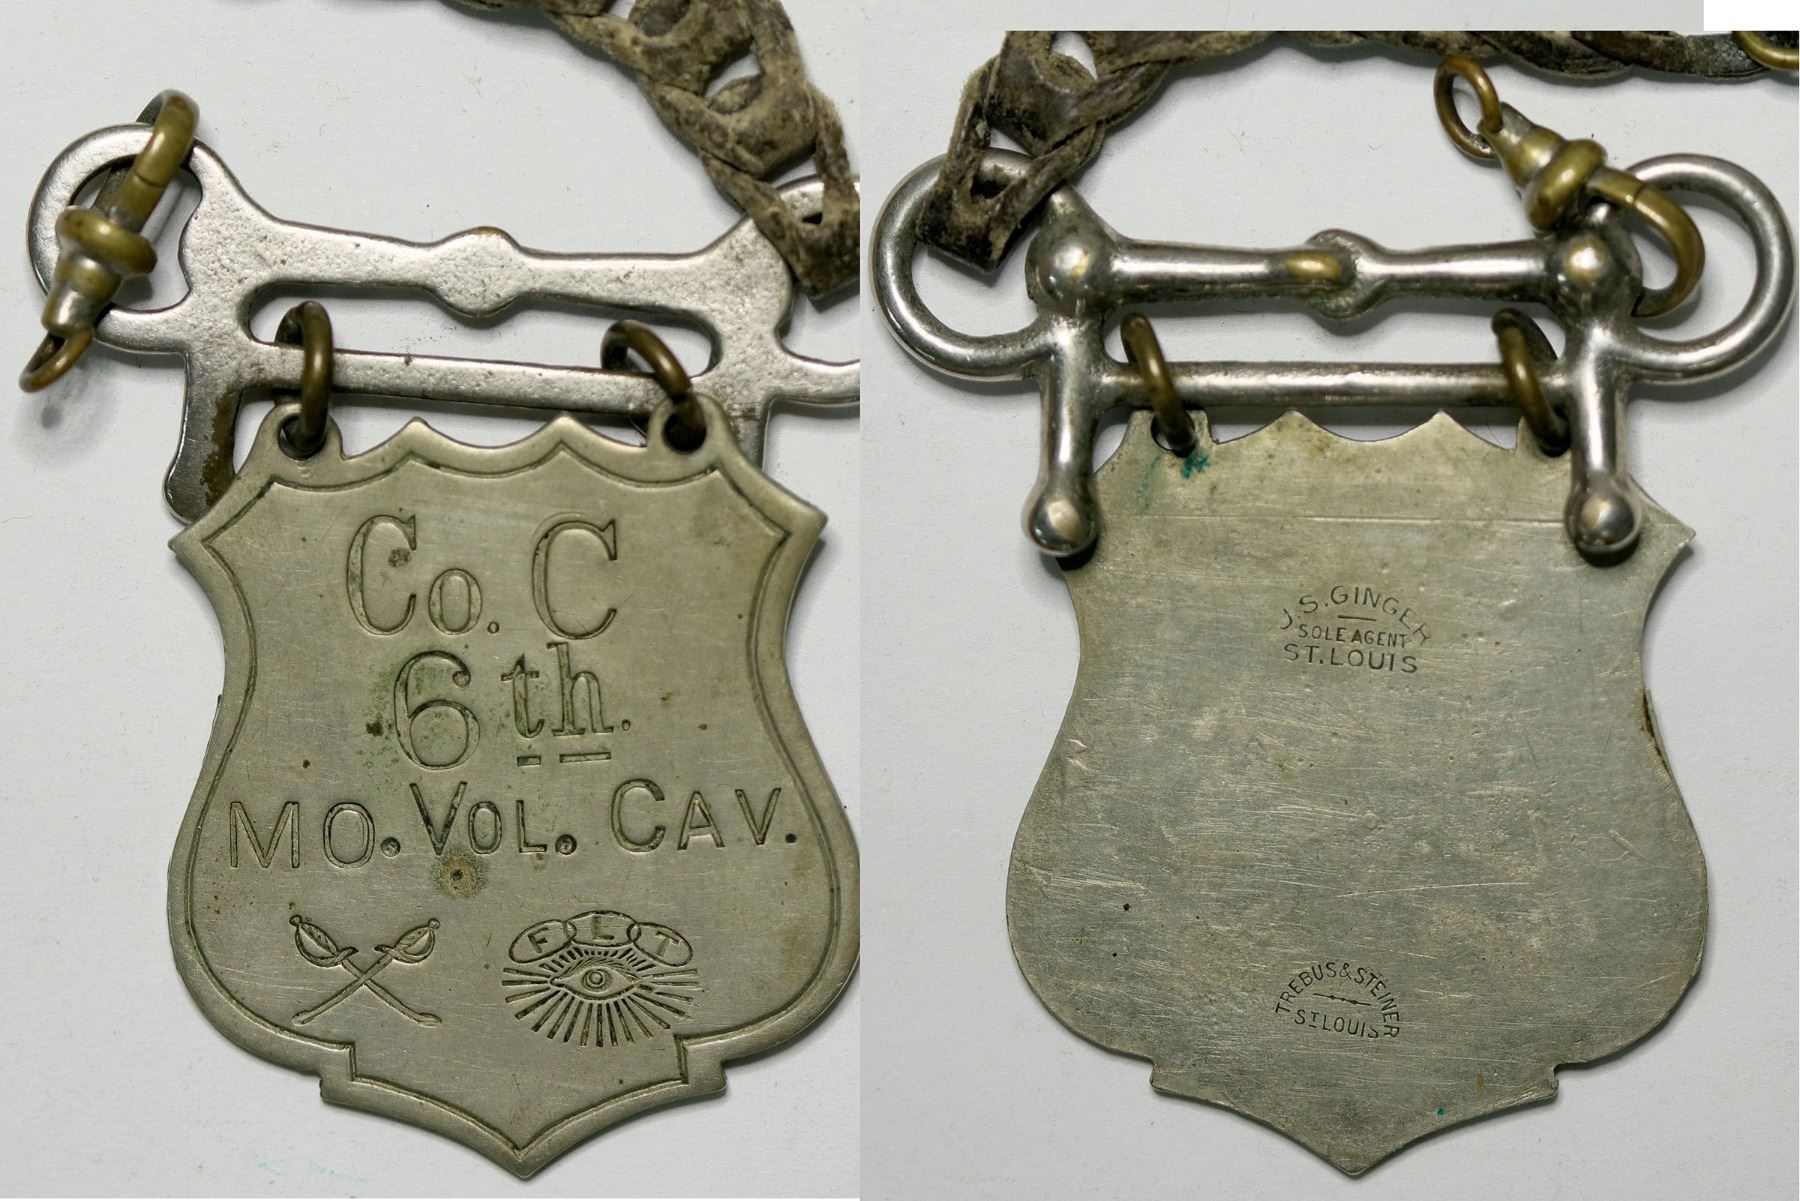 Co. C
6th.
MO. VOL. CAV.
F L T
J.S. GINGER
SOLE AGENT
ST. LOUIS
TREBUS & STEINER
ST LOUIS